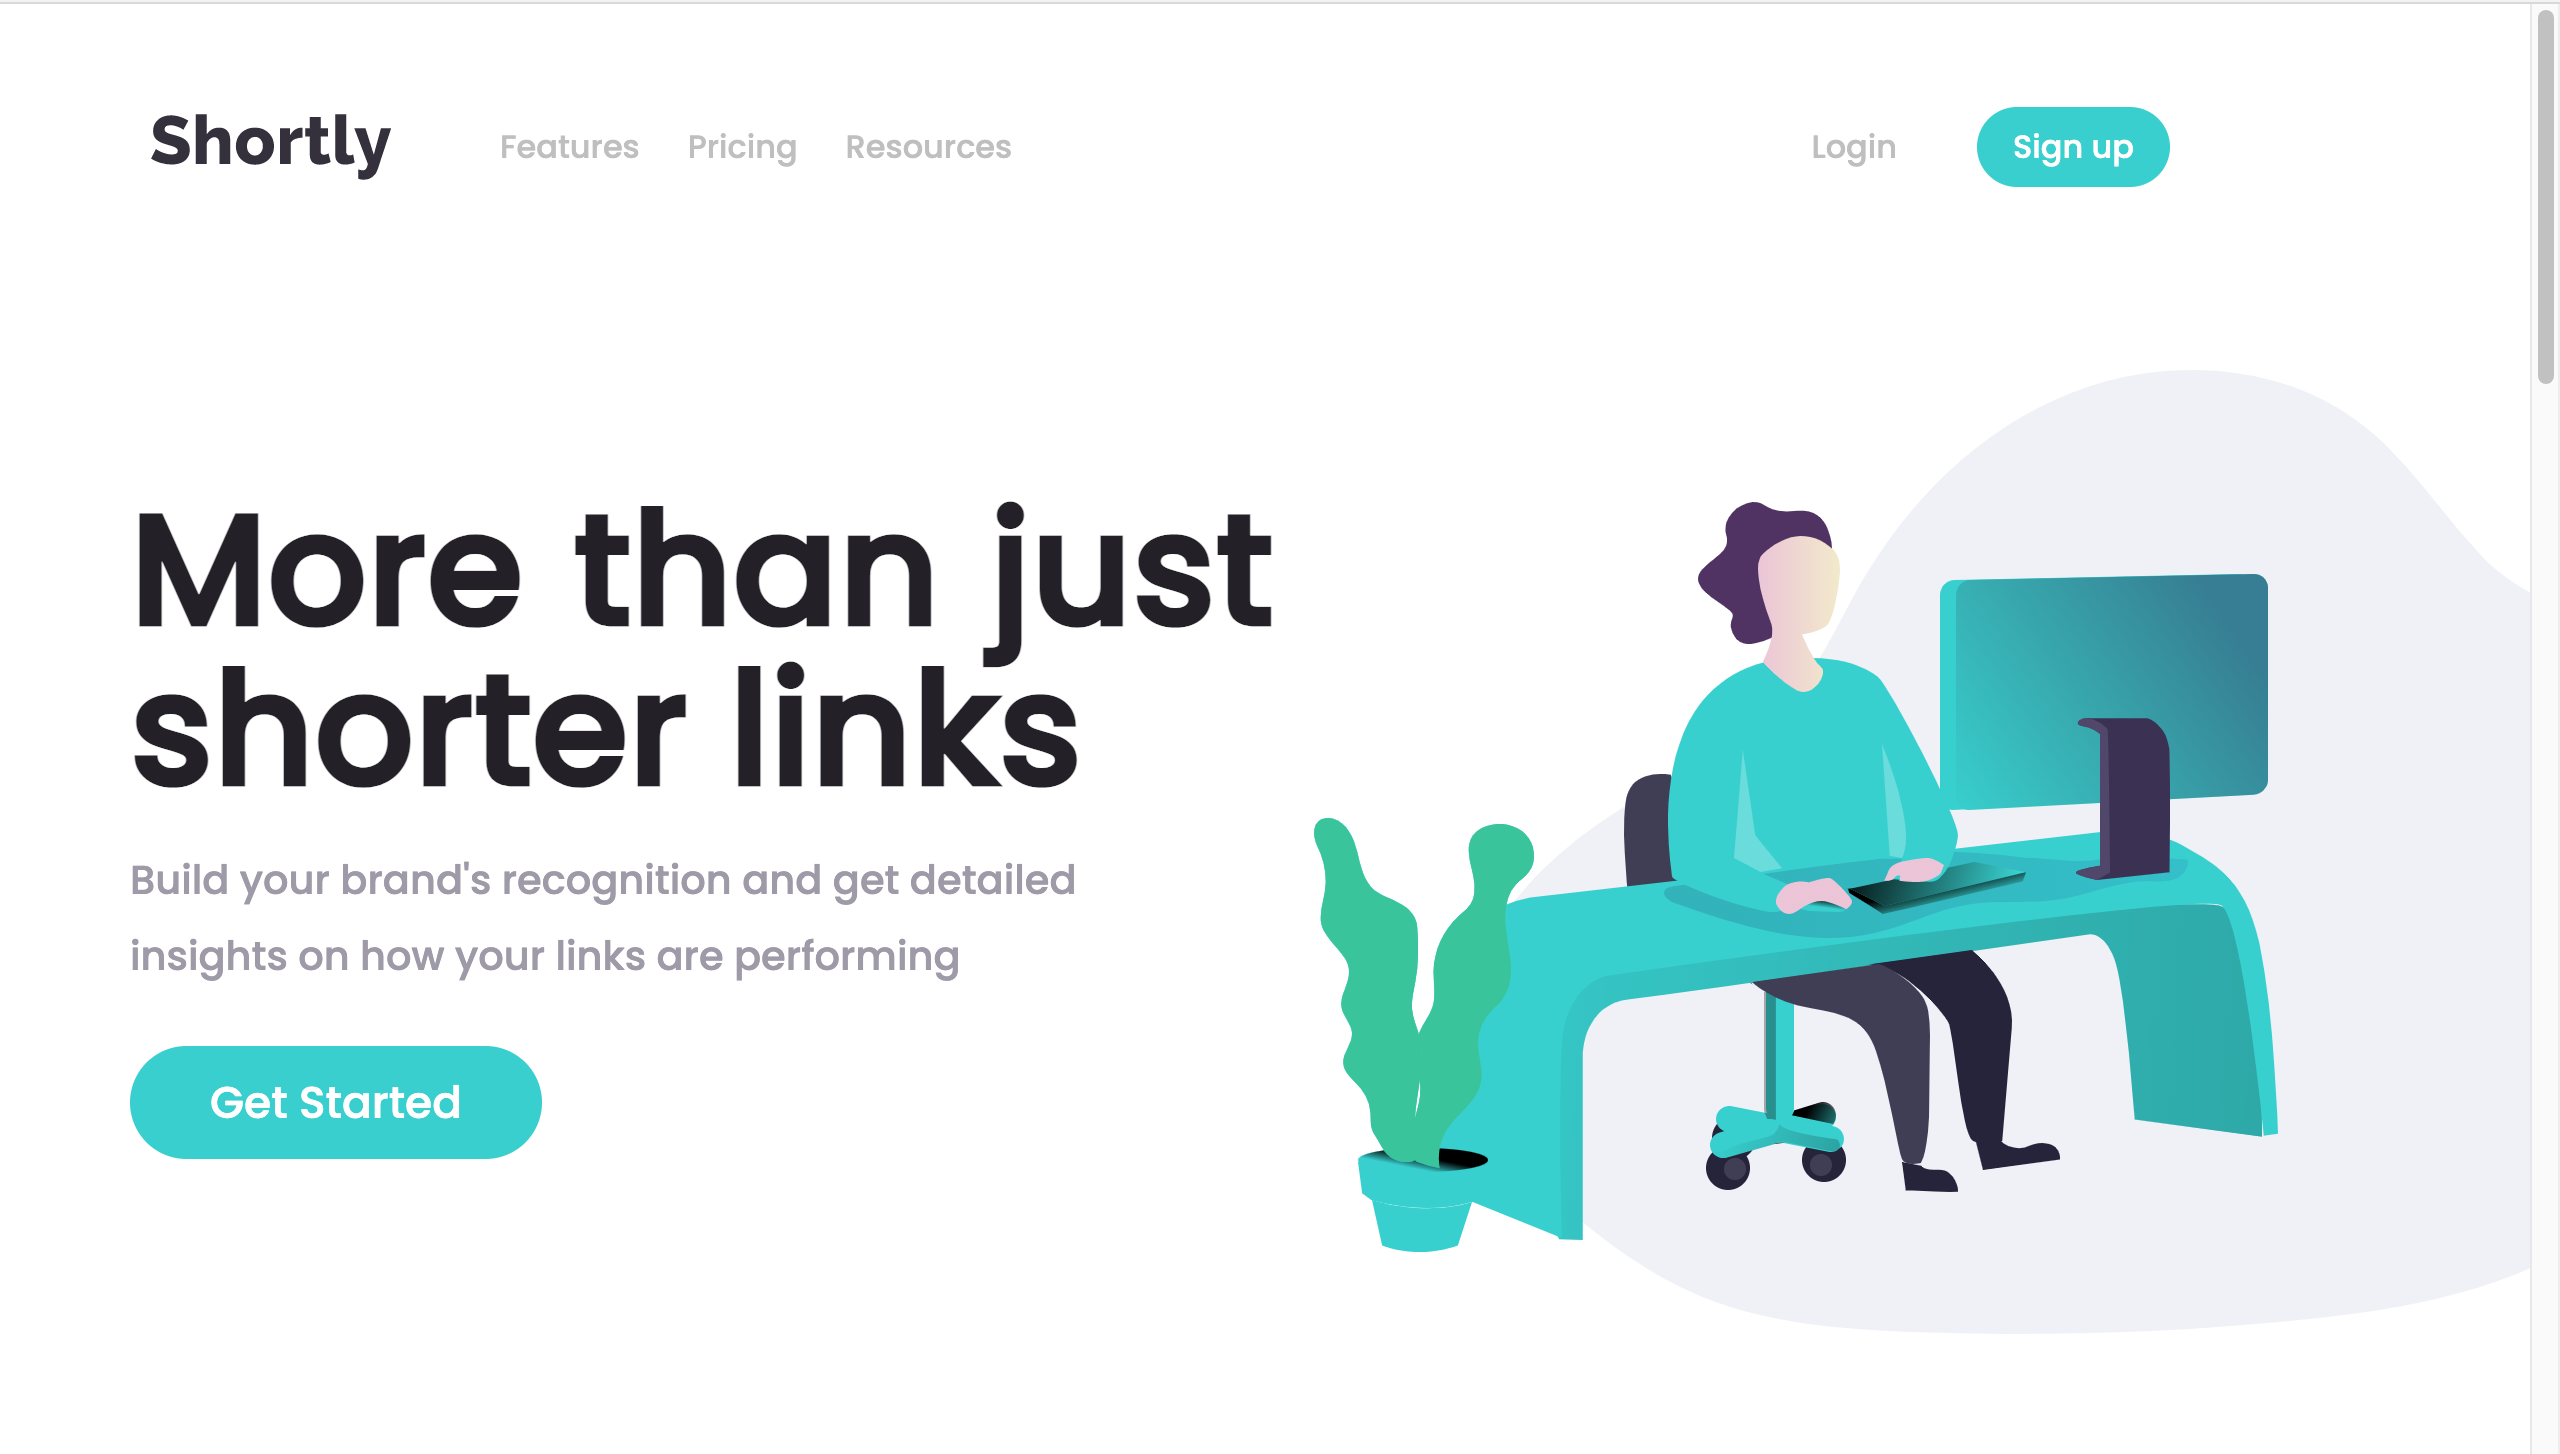 Shortly Features Pricing Resources Login Sign up
More than just
shorter links
Build your brand's recognition and get detailed
insights on how your links are performing
Get Started